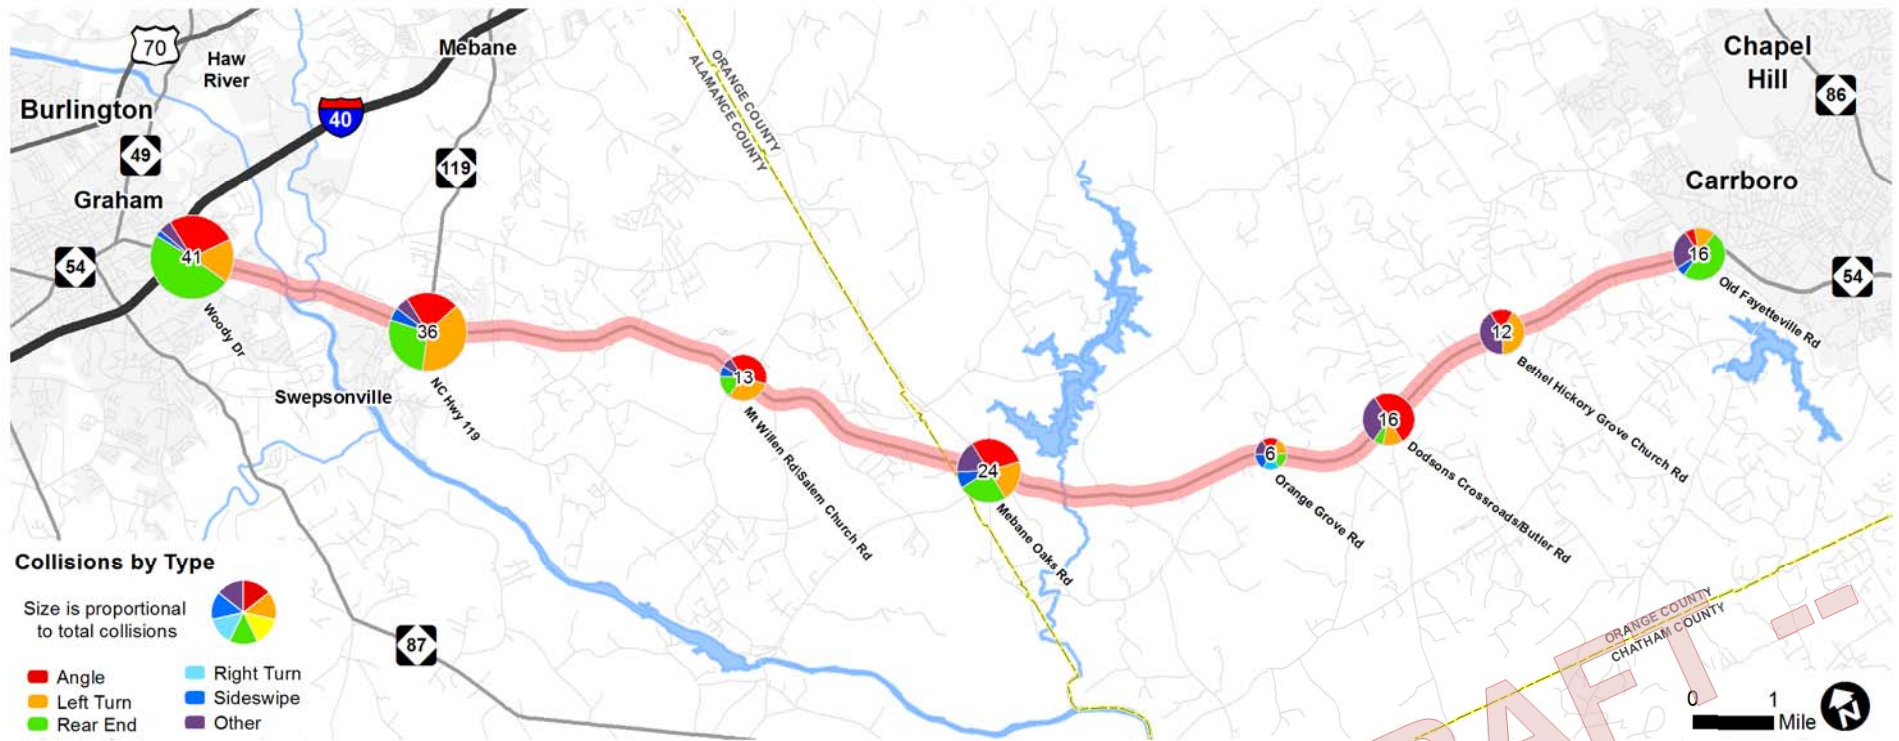 70
Haw
River
Mebane
Burlington
40
49
119
Graham
41
54
Woody Dr
36
NC Hwy 119
Swepsonville
ORANGE COUNTY
ALAMANCE COUNTY
13
Mt Willen Rd\Salem Church Rd
24
Mebane Oaks Rd
6
Orange Grove Rd
16
Dodsons Crossroads/Butler Rd
12
Bethel Hickory Grove Church Rd
16
Old Fayetteville Rd
Chapel
Hill
86
Carrboro
54
87
Collisions by Type
Size is proportional
to total collisions
Angle
Left Turn
Rear End
Right Turn
Sideswipe
Other
ORANGE COUNTY
CHATHAM COUNTY
0 1
Mile
N
RAFT --